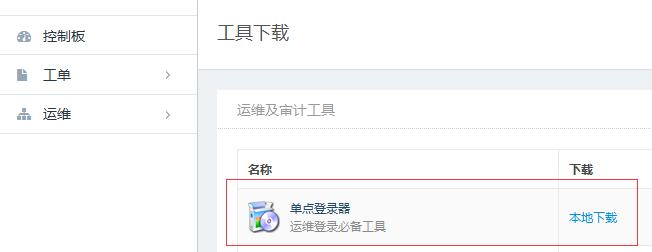 控制板
工单
运维
工具下载
运维及审计工具
名称 下载
单点登录器
运维登录必备工具
本地下载